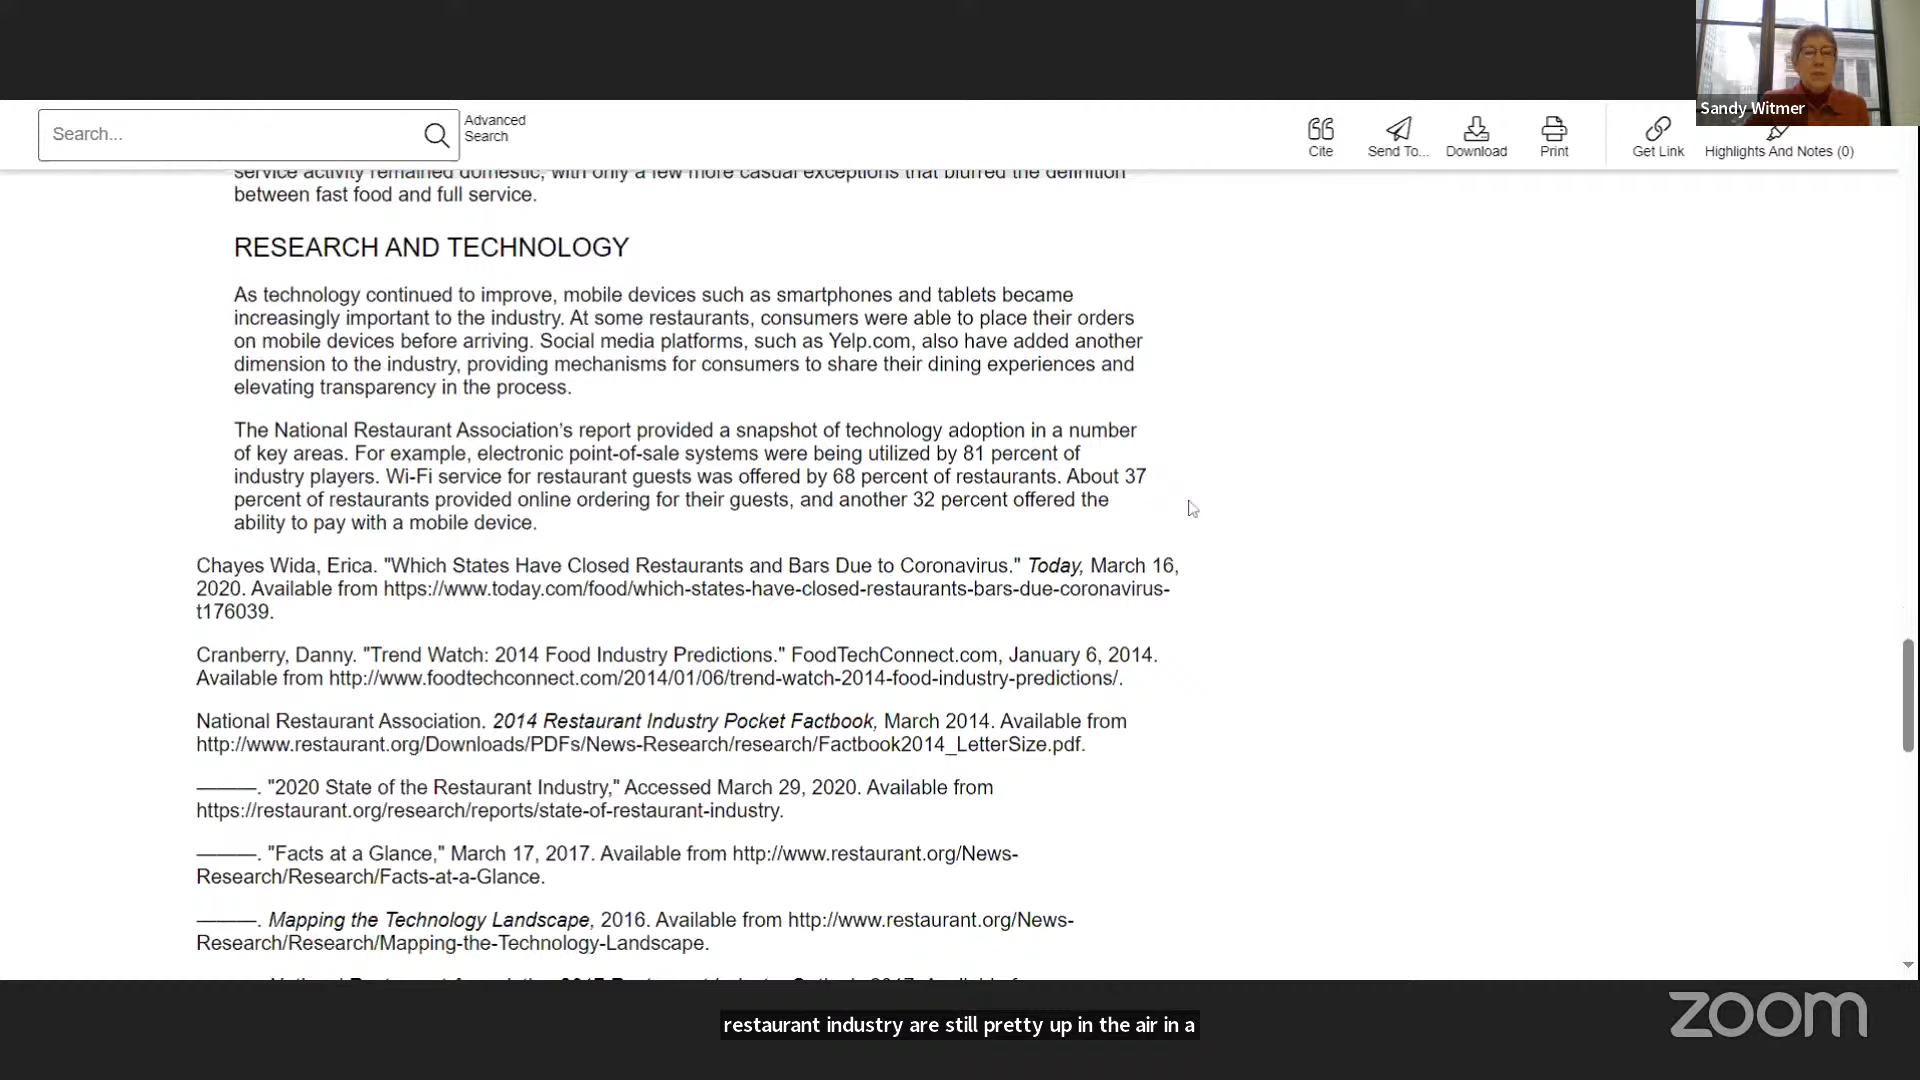 Sandy Witmer
Search...
Advanced
Search
Cite
Send To...
Download
Print
Get Link
Highlights And Notes (0)
service activity remained domestic, with only a few more casual exceptions that blurred the definition
between fast food and full service.
RESEARCH AND TECHNOLOGY
As technology continued to improve, mobile devices such as smartphones and tablets became
increasingly important to the industry. At some restaurants, consumers were able to place their orders
on mobile devices before arriving. Social media platforms, such as Yelp.com, also have added another
dimension to the industry, providing mechanisms for consumers to share their dining experiences and
elevating transparency in the process.
The National Restaurant Association's report provided a snapshot of technology adoption in a number
of key areas. For example, electronic point-of-sale systems were being utilized by 81 percent of
industry players. Wi-Fi service for restaurant guests was offered by 68 percent of restaurants. About 37
percent of restaurants provided online ordering for their guests, and another 32 percent offered the
ability to pay with a mobile device.
Chayes Wida, Erica. "Which States Have Closed Restaurants and Bars Due to Coronavirus." Today, March 16,
2020. Available from https://www.today.com/food/which-states-have-closed-restaurants-bars-due-coronavirus-
t176039.
Cranberry, Danny. "Trend Watch: 2014 Food Industry Predictions." FoodTechConnect.com, January 6, 2014.
Available from http://www.foodtechconnect.com/2014/01/06/trend-watch-2014-food-industry-predictions/.
National Restaurant Association. 2014 Restaurant Industry Pocket Factbook, March 2014. Available from
http://www.restaurant.org/Downloads/PDFs/News-Research/research/Factbook2014_LetterSize.pdf.
———. "2020 State of the Restaurant Industry," Accessed March 29, 2020. Available from
https://restaurant.org/research/reports/state-of-restaurant-industry.
———. "Facts at a Glance," March 17, 2017. Available from http://www.restaurant.org/News-
Research/Research/Facts-at-a-Glance.
———. Mapping the Technology Landscape, 2016. Available from http://www.restaurant.org/News-
Research/Research/Mapping-the-Technology-Landscape.
restaurant industry are still pretty up in the air in a
zoom